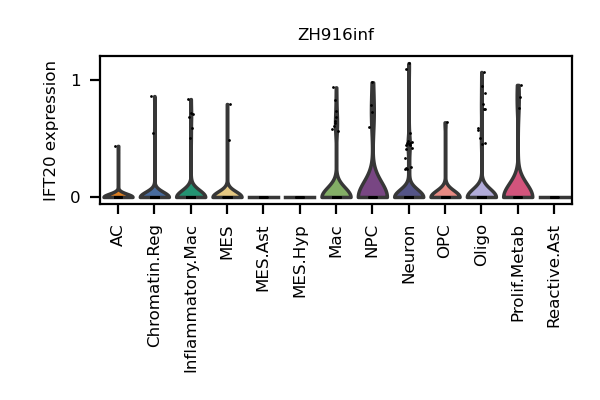 ZH916inf
IFT20 expression
1
0
AC
Chromatin.Reg
Inflammatory.Mac
MES
MES.Ast
MES.Hyp
Mac
NPC
Neuron
OPC
Oligo
Prolif.Metab
Reactive.Ast